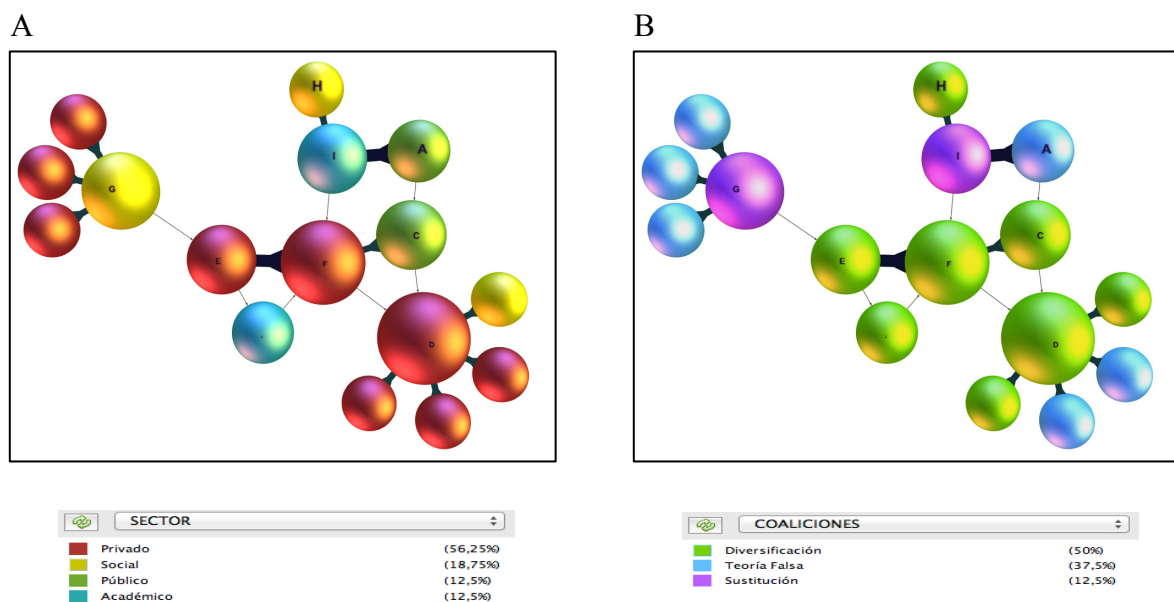 A
B
H
I
A
G
C
E
F
D
H
I
A
G
C
E
F
D
SECTOR
Privado (56,25%)
Social (18,75%)
Público (12,5%)
Académico (12,5%)
COALICIONES
Diversificación (50%)
Teoría Falsa (37,5%)
Sustitución (12,5%)